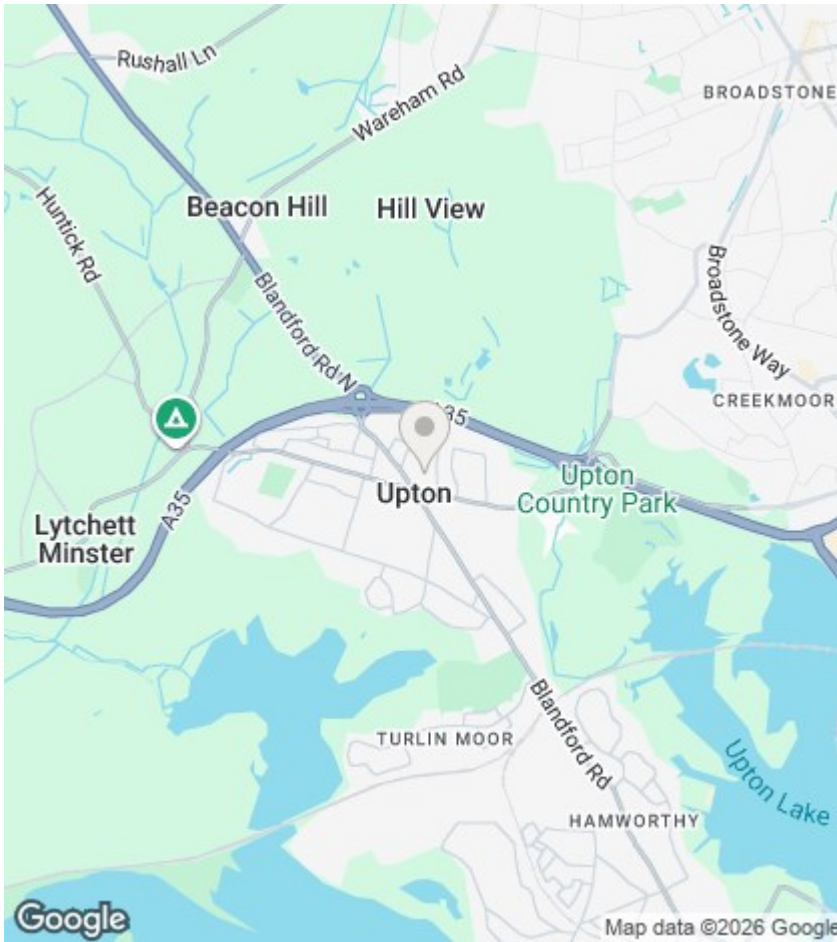 Rushall Ln
Wareham Rd
BROADSTONE
Huntick Rd
Beacon Hill
Hill View
Blandford Rd N
Broadstone Way
A35
CREEKMOOR
Upton
Upton
Country Park
Lytchett
Minster
A35
Blandford Rd
TURLIN MOOR
Upton Lake
HAMWORTHY
Google
Map data ©2026 Google